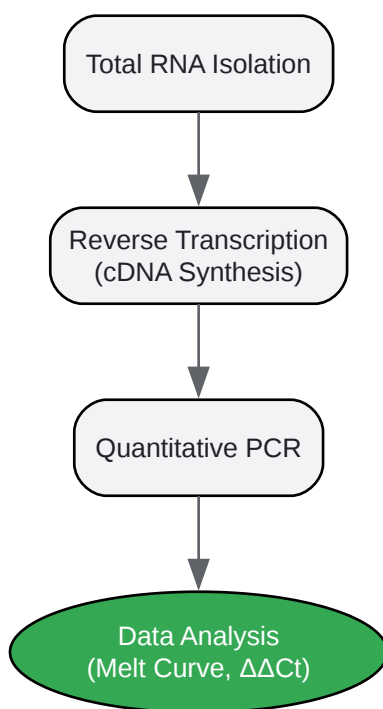 Total RNA Isolation
Reverse Transcription
(cDNA Synthesis)
Quantitative PCR
Data Analysis
(Melt Curve, ΔΔCt)